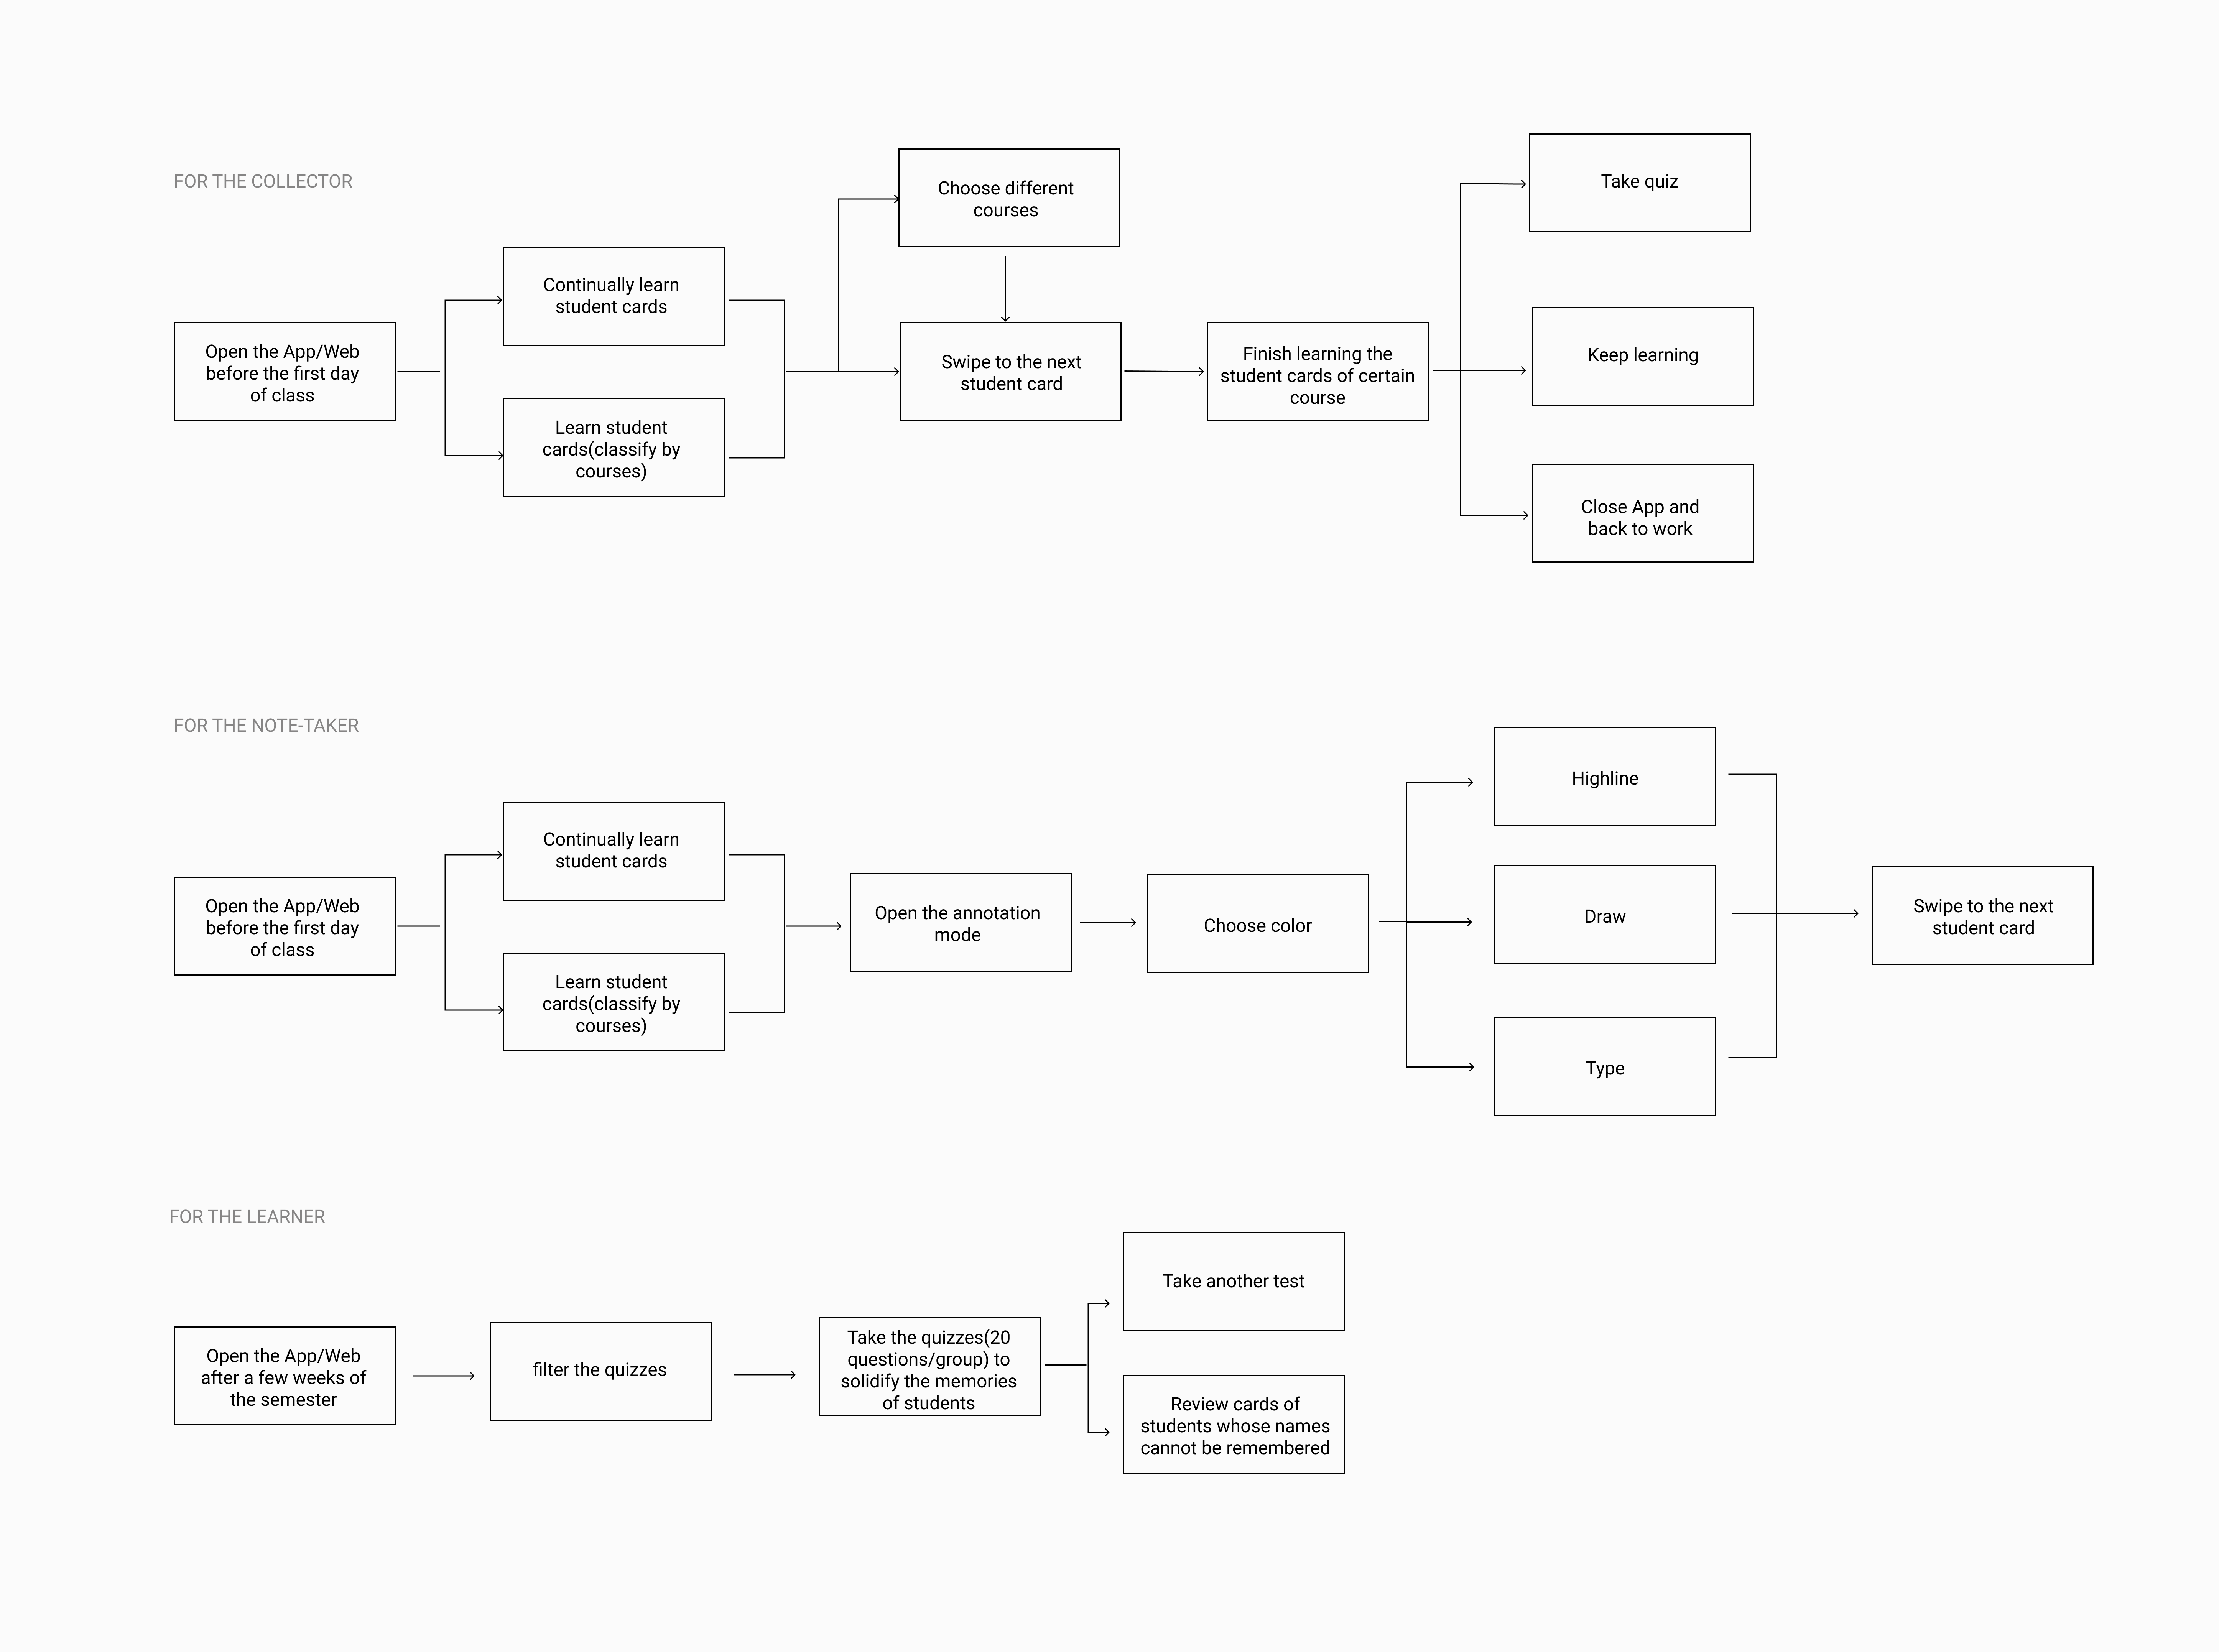 FOR THE COLLECTOR
Open the App/Web
before the first day
of class
Continually learn
student cards
Learn student
cards(classify by
courses)
Choose different
courses
Swipe to the next
student card
Finish learning the
student cards of certain
course
Take quiz
Keep learning
Close App and
back to work
FOR THE NOTE-TAKER
Open the App/Web
before the first day
of class
Continually learn
student cards
Learn student
cards(classify by
courses)
Open the annotation
mode
Choose color
Highline
Draw
Type
Swipe to the next
student card
FOR THE LEARNER
Open the App/Web
after a few weeks of
the semester
filter the quizzes
Take the quizzes(20
questions/group) to
solidify the memories
of students
Take another test
Review cards of
students whose names
cannot be remembered